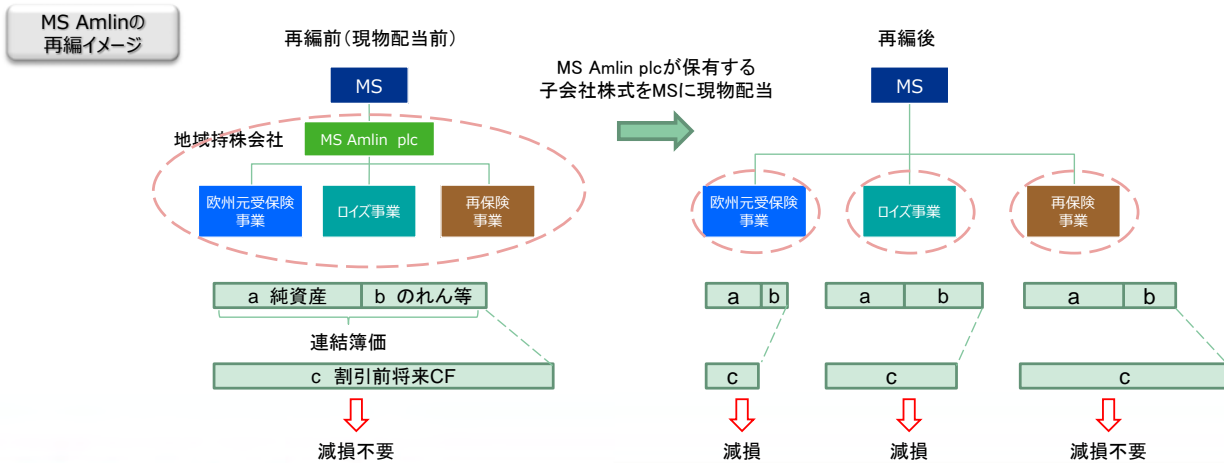 MS Amlinの
再編イメージ
再編前（現物配当前）
再編後
MS
MS Amlin plcが保有する
子会社株式をMSに現物配当
MS
地域持株会社
MS Amlin plc
欧州元受保険
事業
ロイズ事業
再保険
事業
欧州元受保険
事業
ロイズ事業
再保険
事業
a 純資産
b のれん等
a
b
a
b
a
b
連結簿価
c 割引前将来CF
c
c
c
減損不要
減損
減損
減損不要